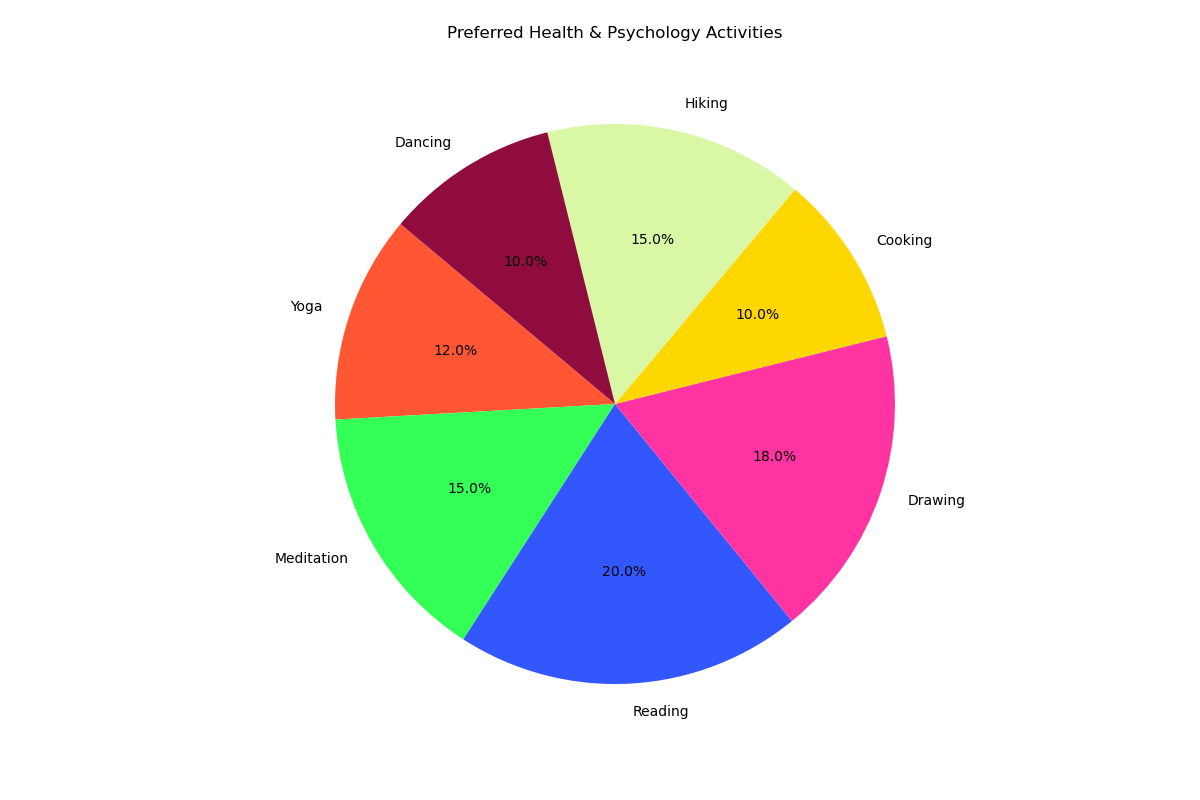 Preferred Health & Psychology Activities
Hiking
Dancing
Cooking
15.0%
10.0%
Yoga
10.0%
12.0%
18.0%
15.0%
Drawing
Meditation
20.0%
Reading